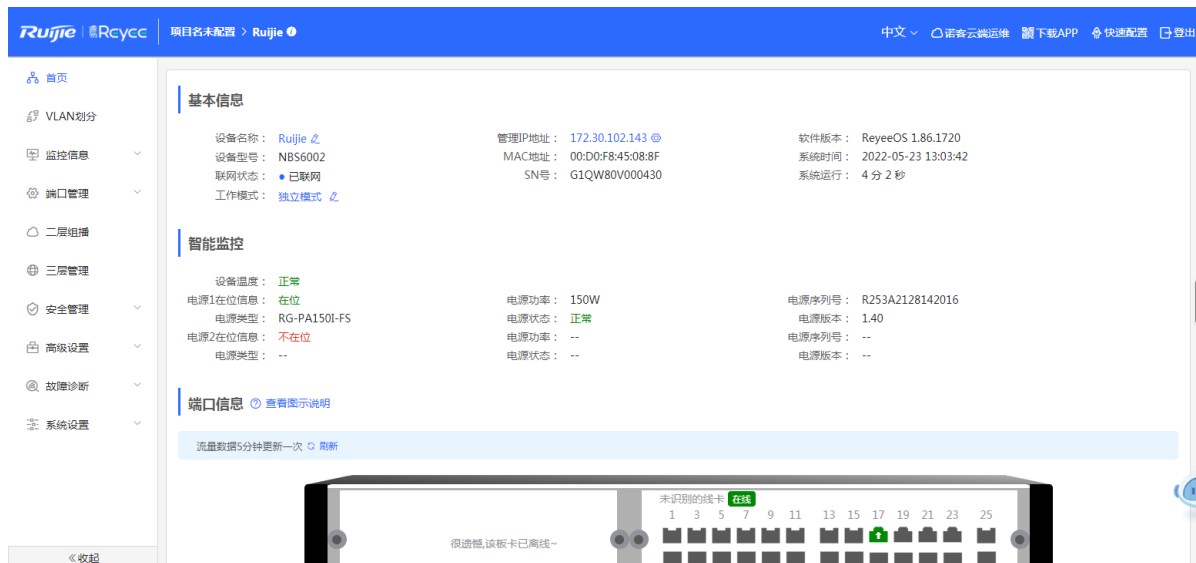 Ruijie Rcycc 项目名未配置 > Ruijie 中文 诺客云端运维 下载APP 快速配置 登出
首页
VLAN划分
监控信息
端口管理
二层组播
三层管理
安全管理
高级设置
故障诊断
系统设置
《收起
基本信息
设备名称： Ruijie 管理IP地址： 172.30.102.143 软件版本： ReyeeOS 1.86.1720
设备型号： NBS6002 MAC地址： 00:D0:F8:45:08:8F 系统时间： 2022-05-23 13:03:42
联网状态： 已联网 SN号： G1QW80V000430 系统运行： 4 分 2 秒
工作模式： 独立模式
智能监控
设备温度： 正常
电源1在位信息： 在位 电源功率： 150W 电源序列号： R253A2128142016
电源类型： RG-PA150I-FS 电源状态： 正常 电源版本： 1.40
电源2在位信息： 不在位 电源功率： -- 电源序列号： --
电源类型： -- 电源状态： -- 电源版本： --
端口信息 查看图示说明
流量数据5分钟更新一次 刷新
未识别的线卡 在线
1 3 5 7 9 11 13 15 17 19 21 23 25
很遗憾,该板卡已离线~